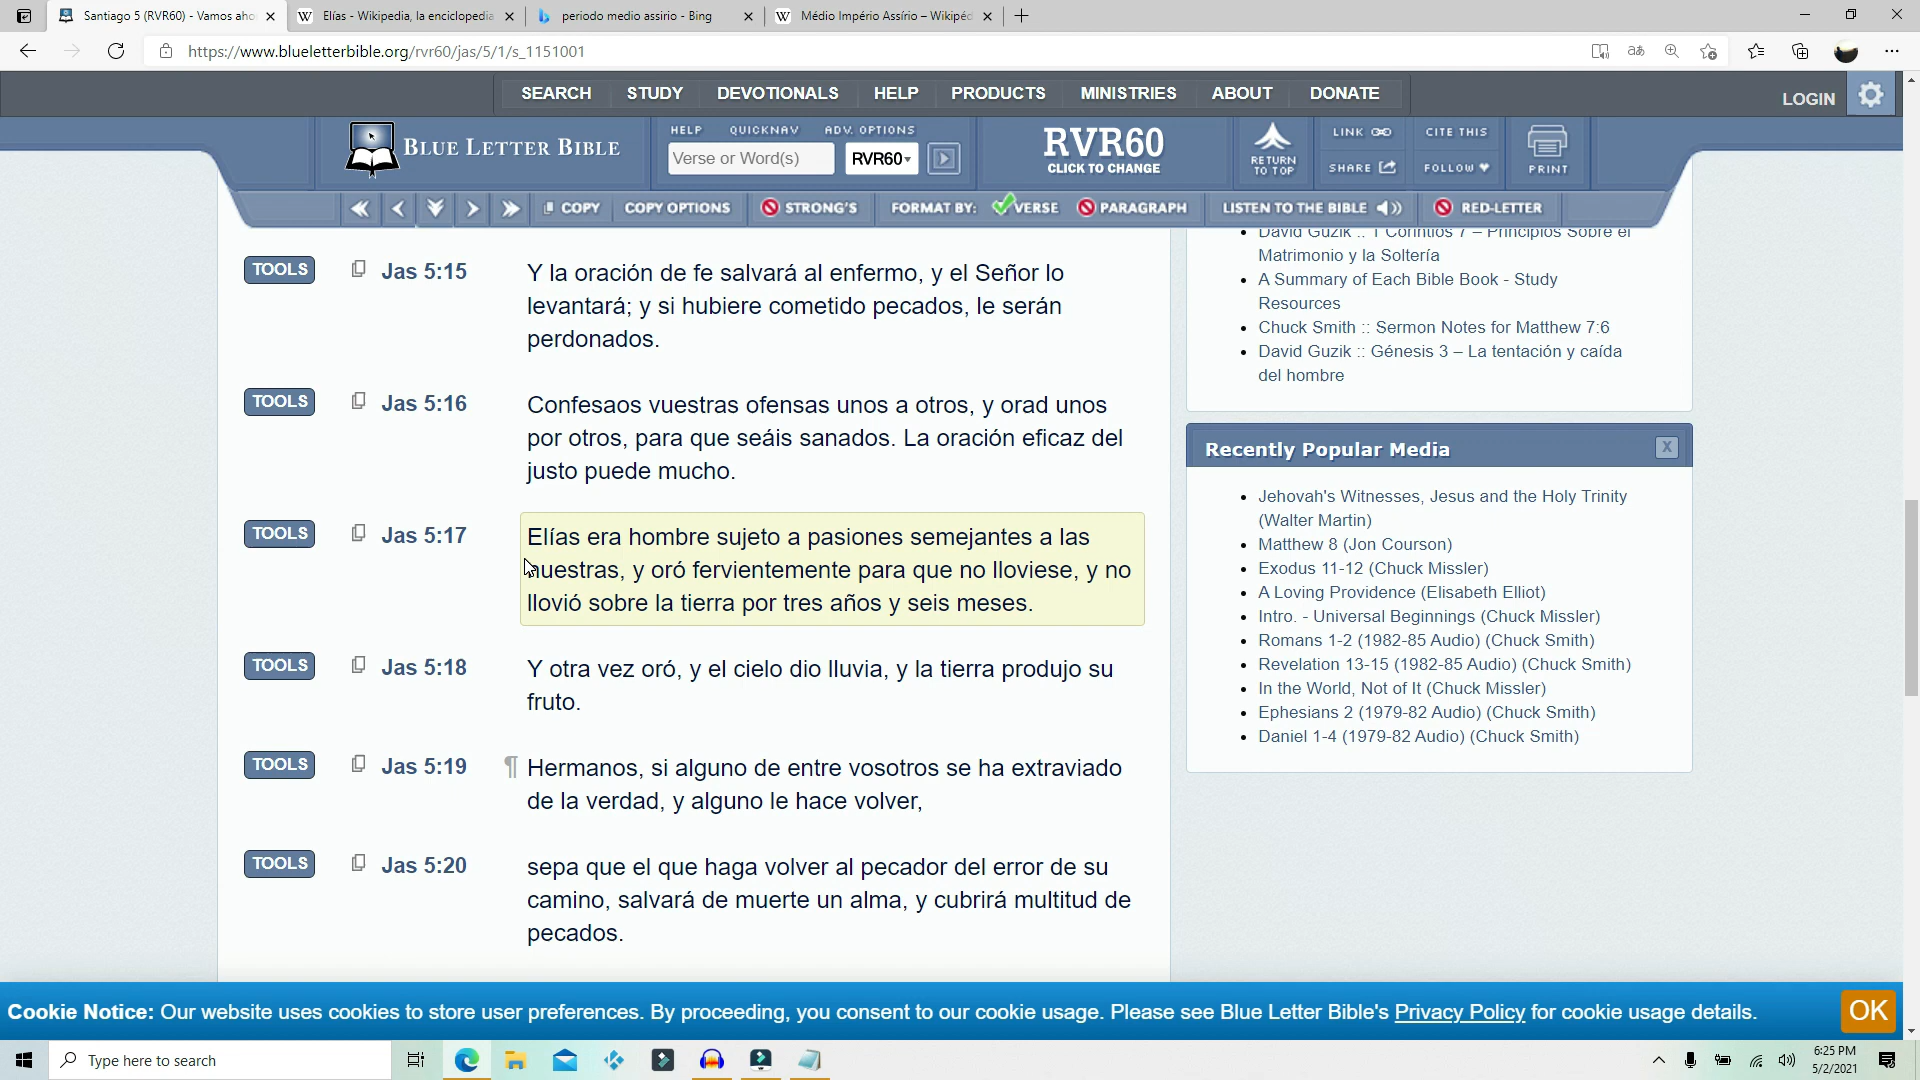 Santiago 5 (RVR60) - Vamos aho
Elías - Wikipedia, la enciclopedia
periodo medio assirio - Bing
Médio Império Assírio – Wikipéd
https://www.blueletterbible.org/rvr60/jas/5/1/s_1151001
SEARCH STUDY DEVOTIONALS HELP PRODUCTS MINISTRIES ABOUT DONATE
LOGIN
BLUE LETTER BIBLE
HELP QUICKNAV ADV. OPTIONS
Verse or Word(s)
RVR60
RVR60
CLICK TO CHANGE
RETURN
TO TOP
LINK
CITE THIS
SHARE
FOLLOW
PRINT
COPY COPY OPTIONS STRONG'S FORMAT BY: VERSE PARAGRAPH LISTEN TO THE BIBLE RED-LETTER
TOOLS Jas 5:15 Y la oración de fe salvará al enfermo, y el Señor lo
levantará; y si hubiere cometido pecados, le serán
perdonados.
TOOLS Jas 5:16 Confesaos vuestras ofensas unos a otros, y orad unos
por otros, para que seáis sanados. La oración eficaz del
justo puede mucho.
TOOLS Jas 5:17 Elías era hombre sujeto a pasiones semejantes a las
nuestras, y oró fervientemente para que no lloviese, y no
llovió sobre la tierra por tres años y seis meses.
TOOLS Jas 5:18 Y otra vez oró, y el cielo dio lluvia, y la tierra produjo su
fruto.
TOOLS Jas 5:19 ¶ Hermanos, si alguno de entre vosotros se ha extraviado
de la verdad, y alguno le hace volver,
TOOLS Jas 5:20 sepa que el que haga volver al pecador del error de su
camino, salvará de muerte un alma, y cubrirá multitud de
pecados.
David Guzik :: 1 Corintios 7 – Principios Sobre el
Matrimonio y la Soltería
A Summary of Each Bible Book - Study
Resources
Chuck Smith :: Sermon Notes for Matthew 7:6
David Guzik :: Génesis 3 – La tentación y caída
del hombre
Recently Popular Media
X
Jehovah's Witnesses, Jesus and the Holy Trinity
(Walter Martin)
Matthew 8 (Jon Courson)
Exodus 11-12 (Chuck Missler)
A Loving Providence (Elisabeth Elliot)
Intro. - Universal Beginnings (Chuck Missler)
Romans 1-2 (1982-85 Audio) (Chuck Smith)
Revelation 13-15 (1982-85 Audio) (Chuck Smith)
In the World, Not of It (Chuck Missler)
Ephesians 2 (1979-82 Audio) (Chuck Smith)
Daniel 1-4 (1979-82 Audio) (Chuck Smith)
Cookie Notice: Our website uses cookies to store user preferences. By proceeding, you consent to our cookie usage. Please see Blue Letter Bible's Privacy Policy for cookie usage details.
OK
Type here to search
6:25 PM
5/2/2021